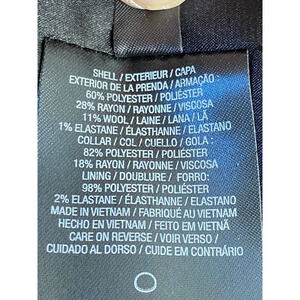 SHELL / EXTERIEUR / CAPA
EXTERIOR DE LA PRENDA / ARMAÇÃO :
60% POLYESTER / POLIÉSTER
28% RAYON / RAYONNE / VISCOSA
11% WOOL / LAINE / LANA / LÃ
1% ELASTANE / ÉLASTHANNE / ELASTANO
COLLAR / COL / CUELLO / GOLA :
82% POLYESTER / POLIÉSTER
18% RAYON / RAYONNE / VISCOSA
LINING / DOUBLURE / FORRO:
98% POLYESTER / POLIÉSTER
2% ELASTANE / ÉLASTHANNE / ELASTANO
MADE IN VIETNAM / FABRIQUÉ AU VIETNAM
HECHO EN VIETNAM / FEITO EM VIETNÃ
CARE ON REVERSE / VOIR VERSO /
CUIDADO AL DORSO / CUIDE EM CONTRÁRIO